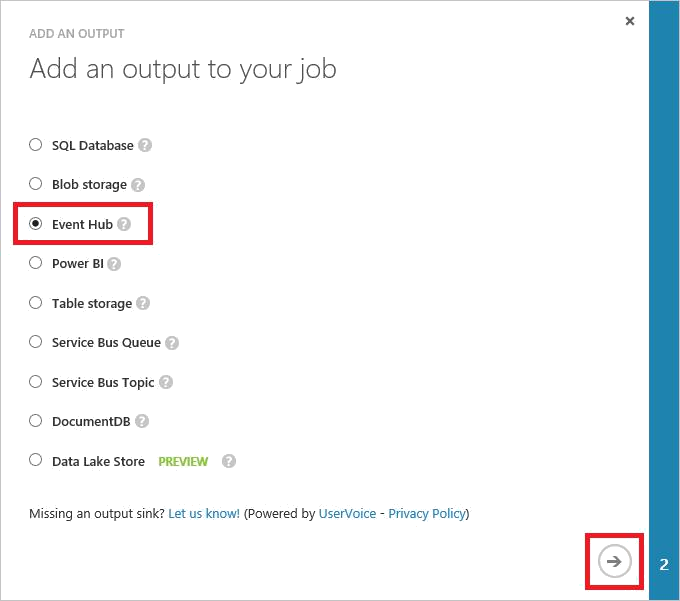 ADD AN OUTPUT
Add an output to your job
SQL Database ?
Blob storage ?
Event Hub ?
Power BI ?
Table storage ?
Service Bus Queue ?
Service Bus Topic ?
DocumentDB ?
Data Lake Store PREVIEW ?
Missing an output sink? Let us know! (Powered by UserVoice - Privacy Policy)
2